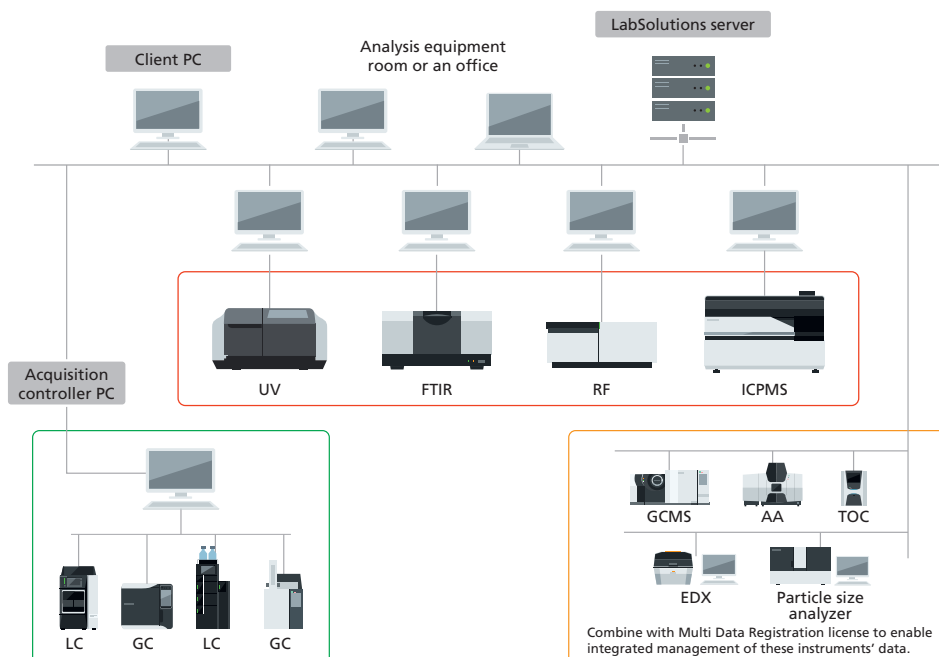 LabSolutions server
Client PC
Analysis equipment
room or an office
UV
FTIR
RF
ICPMS
Acquisition
controller PC
GCMS
AA
TOC
EDX
Particle size
analyzer
LC
GC
LC
GC
Combine with Multi Data Registration license to enable
integrated management of these instruments’ data.